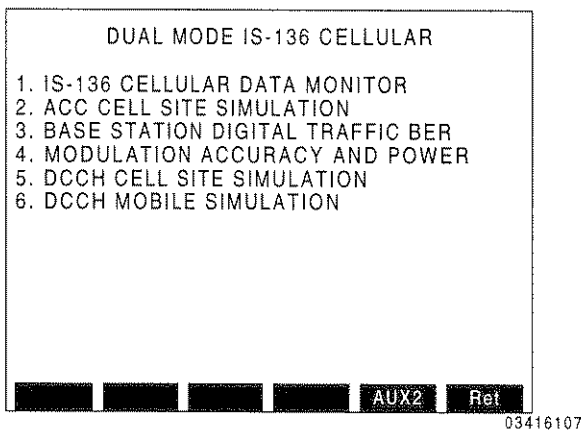 DUAL MODE IS-136 CELLULAR
1. IS-136 CELLULAR DATA MONITOR
2. ACC CELL SITE SIMULATION
3. BASE STATION DIGITAL TRAFFIC BER
4. MODULATION ACCURACY AND POWER
5. DCCH CELL SITE SIMULATION
6. DCCH MOBILE SIMULATION
AUX2 Ret
03416107